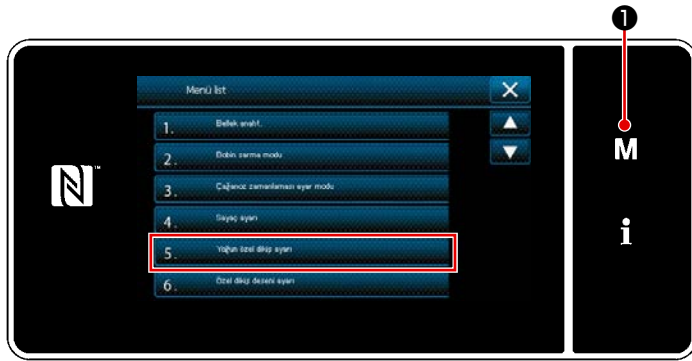 ❶
Menü list
1. Bellek anaht.
2. Bobin sarma modu
3. Çağanoz zamanlaması ayar modu
4. Sayaç ayarı
5. Yoğun özel dikiş ayarı
6. Özel dikiş deseni ayarı
M
i
N